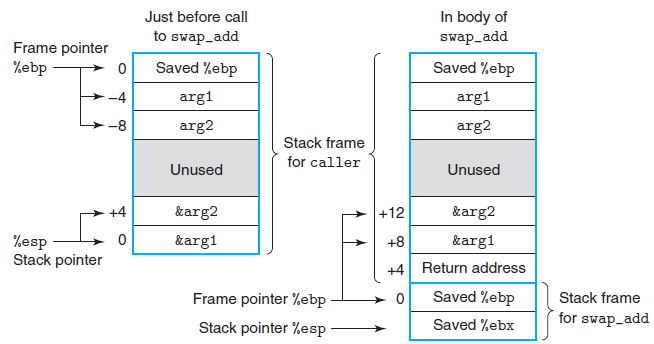 Just before call
to swap_add
Frame pointer
%ebp
0
Saved %ebp
−4
arg1
−8
arg2
Unused
+4
&arg2
%esp
0
&arg1
Stack pointer
Stack frame
for caller
In body of
swap_add
Saved %ebp
arg1
arg2
Unused
+12
&arg2
+8
&arg1
+4
Return address
Frame pointer %ebp
0
Saved %ebp
Stack pointer %esp
Saved %ebx
Stack frame
for swap_add